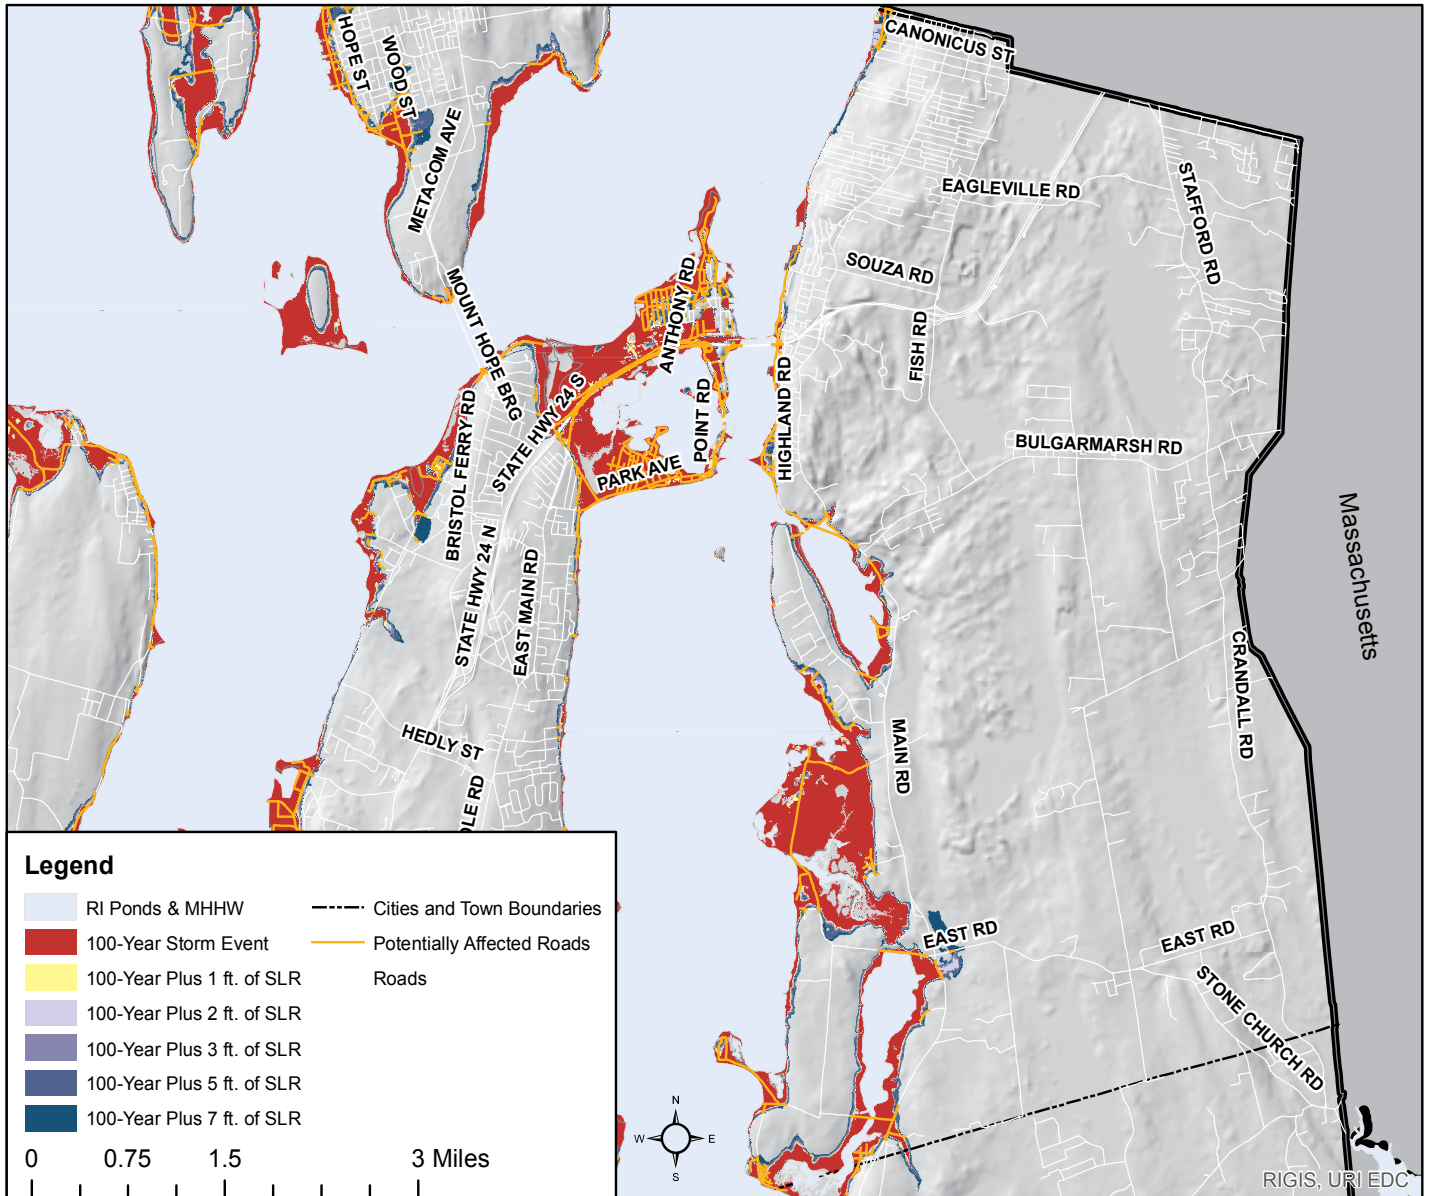 CANONICUS ST
HOPE ST
WOOD ST
METACOM AVE
EAGLEVILLE RD
STAFFORD RD
SOUZA RD
ANTHONY RD
MOUNT HOPE BRG
FISH RD
HIGHLAND RD
POINT RD
STATE HWY 24 S
BRISTOL FERRY RD
PARK AVE
BULGARMARSH RD
Massachusetts
STATE HWY 24 N
EAST MAIN RD
CRANDALL RD
HEDLY ST
MAIN RD
DLE RD
EAST RD
EAST RD
STONE CHURCH RD
Legend
RI Ponds & MHHW
100-Year Storm Event
100-Year Plus 1 ft. of SLR
100-Year Plus 2 ft. of SLR
100-Year Plus 3 ft. of SLR
100-Year Plus 5 ft. of SLR
100-Year Plus 7 ft. of SLR
Cities and Town Boundaries
Potentially Affected Roads
Roads
0 0.75 1.5 3 Miles
N
W E
S
RIGIS, URI EDC